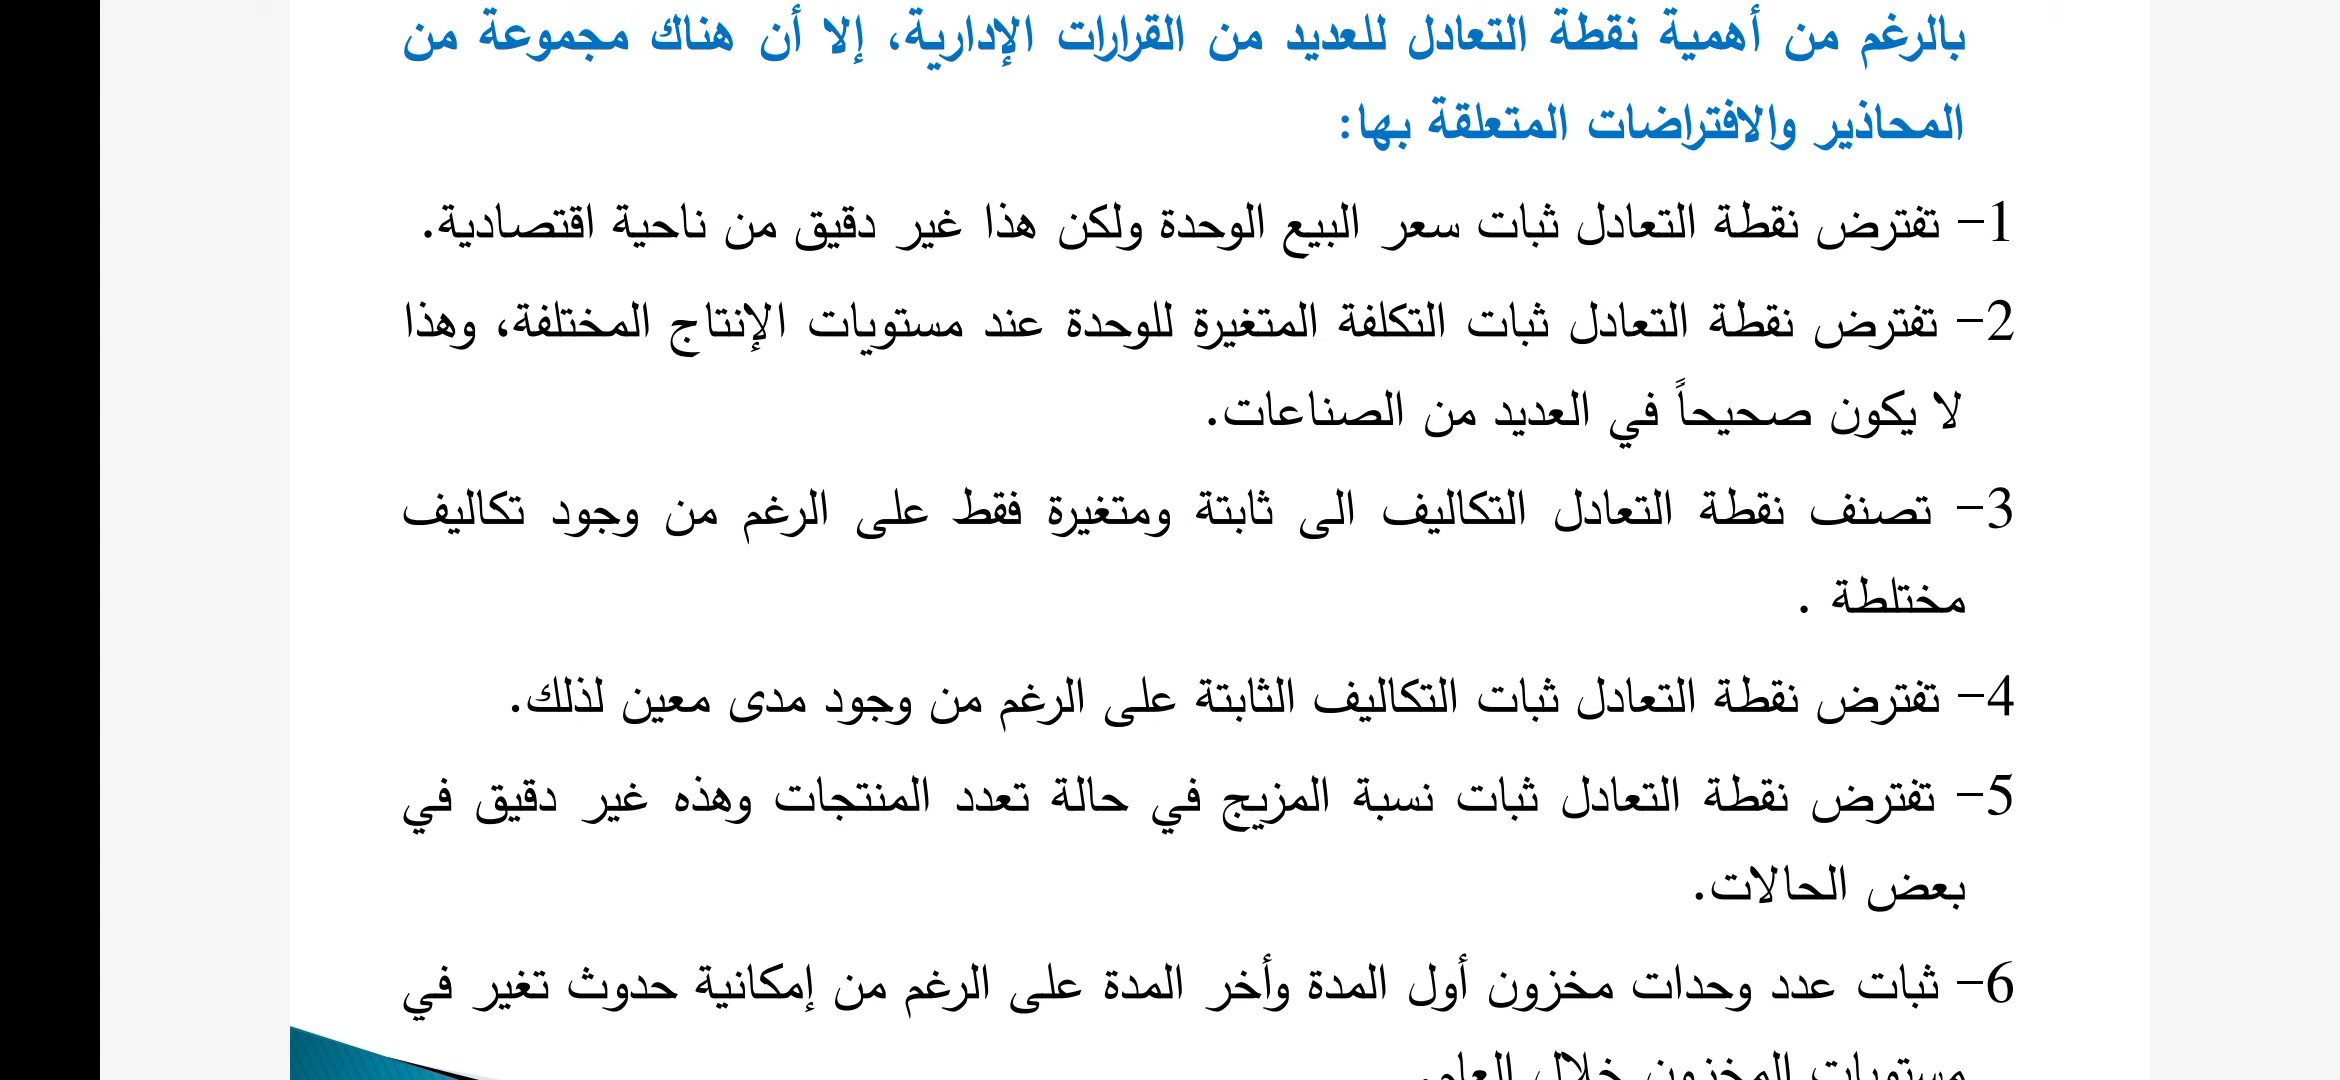 بالرغم من أهمية نقطة التعادل للعديد من القرارات الإدارية، إلا أن هناك مجموعة من
المحاذير والافتراضات المتعلقة بها:
1- تفترض نقطة التعادل ثبات سعر البيع الوحدة ولكن هذا غير دقيق من ناحية اقتصادية.
2- تفترض نقطة التعادل ثبات التكلفة المتغيرة للوحدة عند مستويات الإنتاج المختلفة، وهذا
لا يكون صحيحاً في العديد من الصناعات.
3- تصنف نقطة التعادل التكاليف الى ثابتة ومتغيرة فقط على الرغم من وجود تكاليف
مختلطة .
4- تفترض نقطة التعادل ثبات التكاليف الثابتة على الرغم من وجود مدى معين لذلك.
5- تفترض نقطة التعادل ثبات نسبة المزيج في حالة تعدد المنتجات وهذه غير دقيق في
بعض الحالات.
6- ثبات عدد وحدات مخزون أول المدة وأخر المدة على الرغم من إمكانية حدوث تغير في
مستويات المخزون خلال العام.